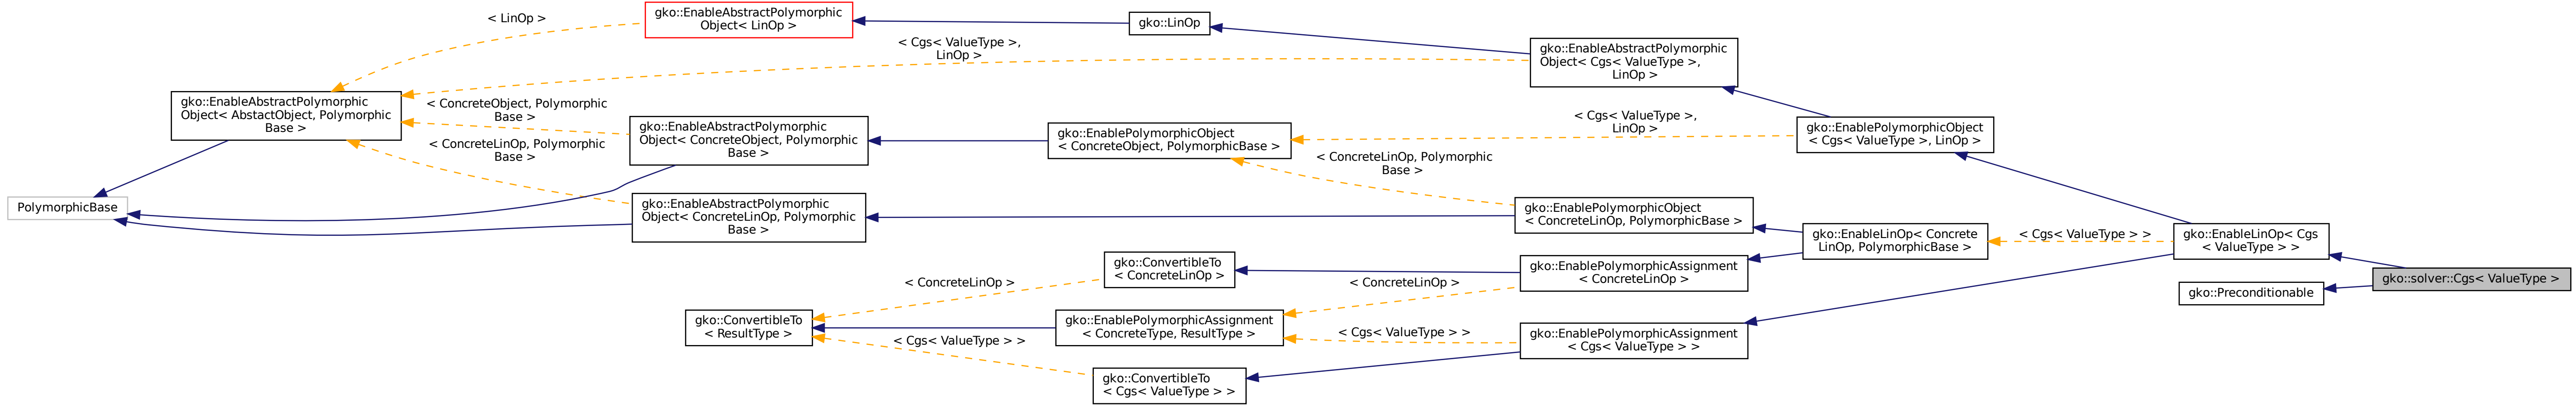 gko::EnableAbstractPolymorphic
Object< LinOp >
< LinOp >
gko::LinOp
< Cgs< ValueType >,
LinOp >
gko::EnableAbstractPolymorphic
Object< Cgs< ValueType >,
LinOp >
gko::EnableAbstractPolymorphic
Object< AbstactObject, Polymorphic
Base >
< ConcreteObject, Polymorphic
Base >
gko::EnableAbstractPolymorphic
Object< ConcreteObject, Polymorphic
Base >
gko::EnablePolymorphicObject
< ConcreteObject, PolymorphicBase >
< Cgs< ValueType >,
LinOp >
gko::EnablePolymorphicObject
< Cgs< ValueType >, LinOp >
< ConcreteLinOp, Polymorphic
Base >
< ConcreteLinOp, Polymorphic
Base >
PolymorphicBase
gko::EnableAbstractPolymorphic
Object< ConcreteLinOp, Polymorphic
Base >
gko::EnablePolymorphicObject
< ConcreteLinOp, PolymorphicBase >
gko::EnableLinOp< Concrete
LinOp, PolymorphicBase >
< Cgs< ValueType > >
gko::EnableLinOp< Cgs
< ValueType > >
gko::ConvertibleTo
< ConcreteLinOp >
gko::EnablePolymorphicAssignment
< ConcreteLinOp >
gko::solver::Cgs< ValueType >
< ConcreteLinOp >
< ConcreteLinOp >
gko::Preconditionable
gko::ConvertibleTo
< ResultType >
gko::EnablePolymorphicAssignment
< ConcreteType, ResultType >
< Cgs< ValueType > >
< Cgs< ValueType > >
gko::EnablePolymorphicAssignment
< Cgs< ValueType > >
gko::ConvertibleTo
< Cgs< ValueType > >